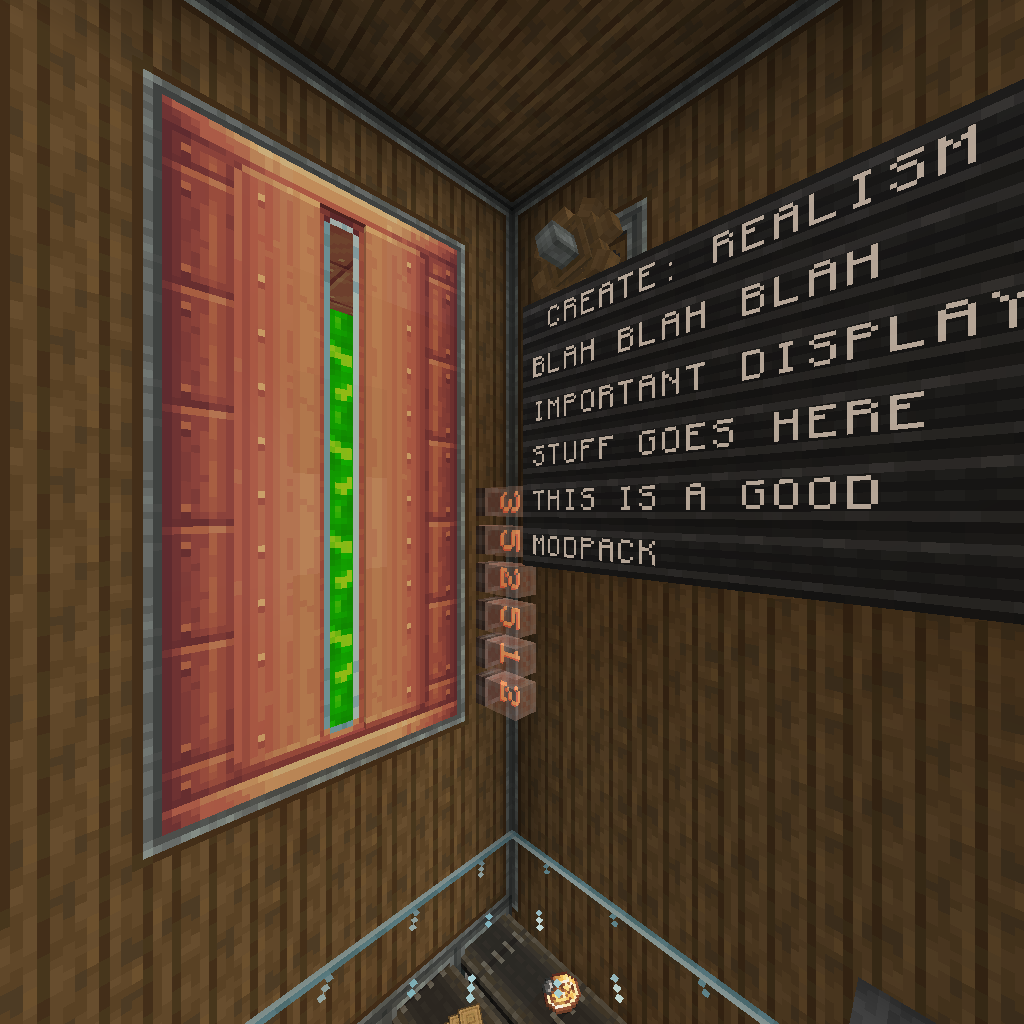 CREATE: REALISM
BLAH BLAH BLAH
IMPORTANT DISPLAY
STUFF GOES HERE
THIS IS A GOOD
MODPACK